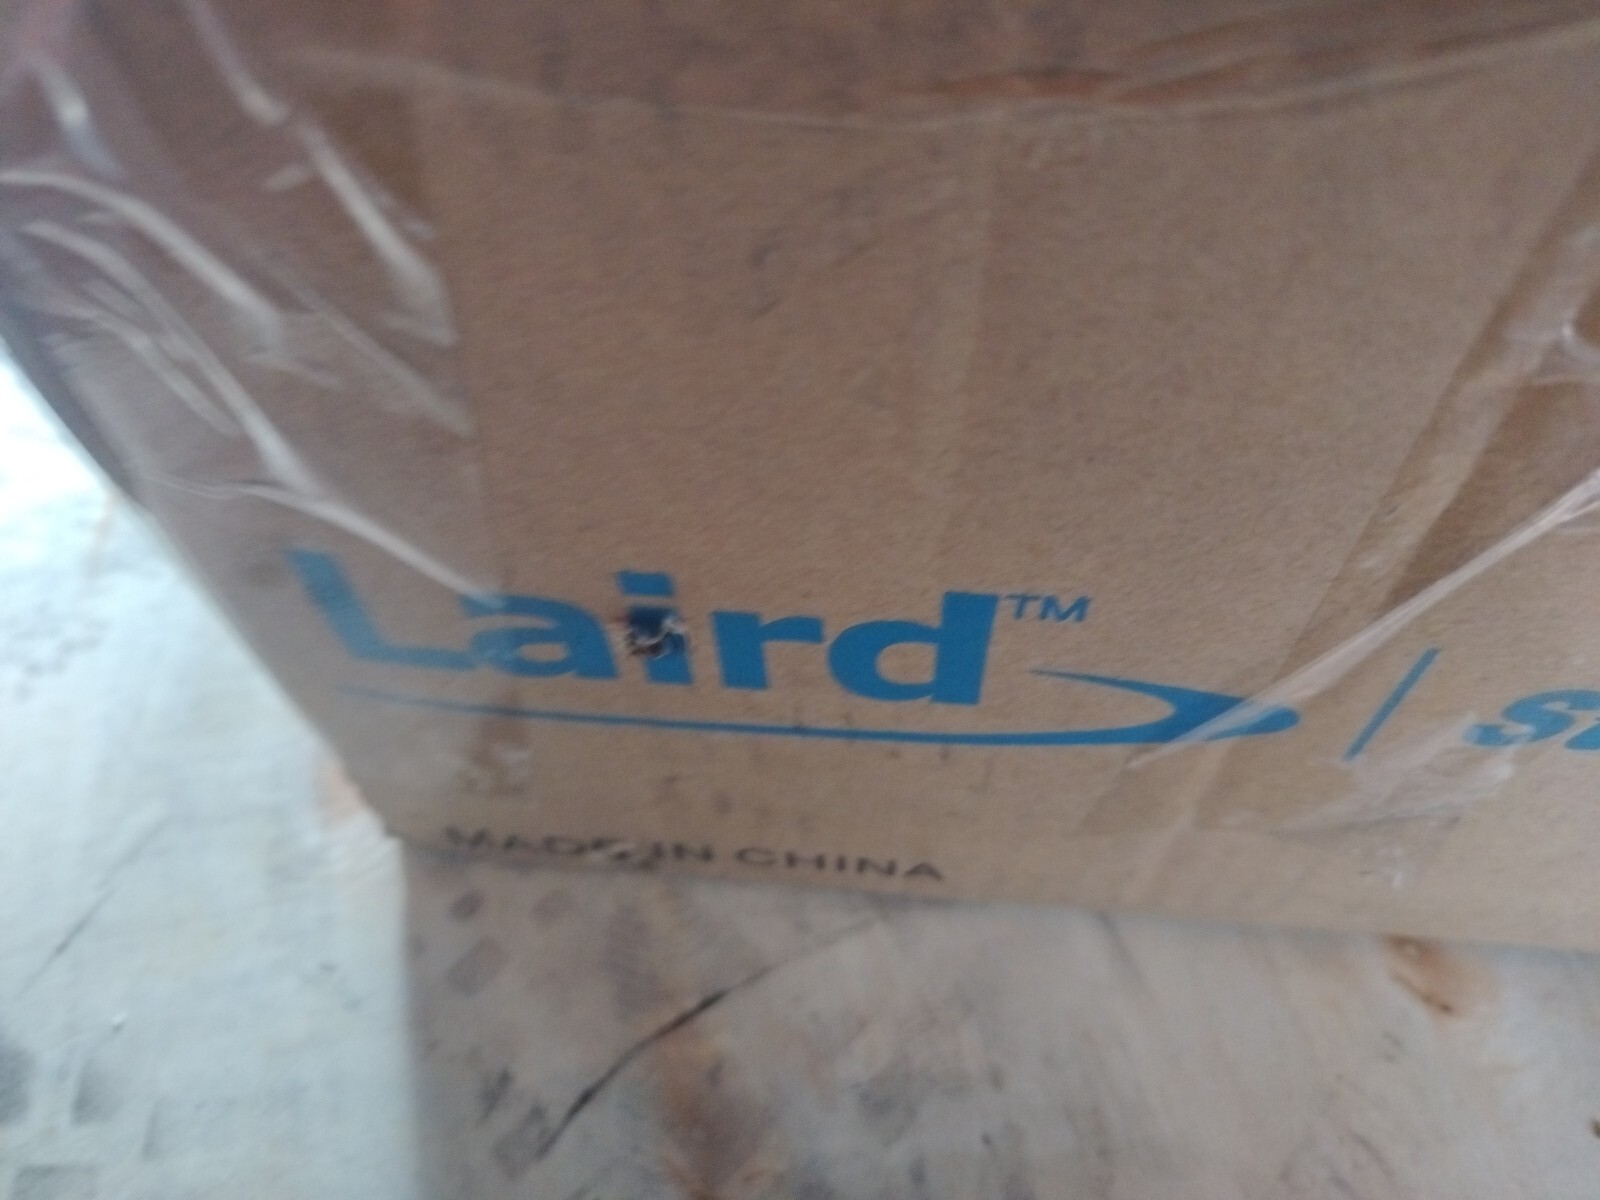 Laird™ /
MADE IN CHINA